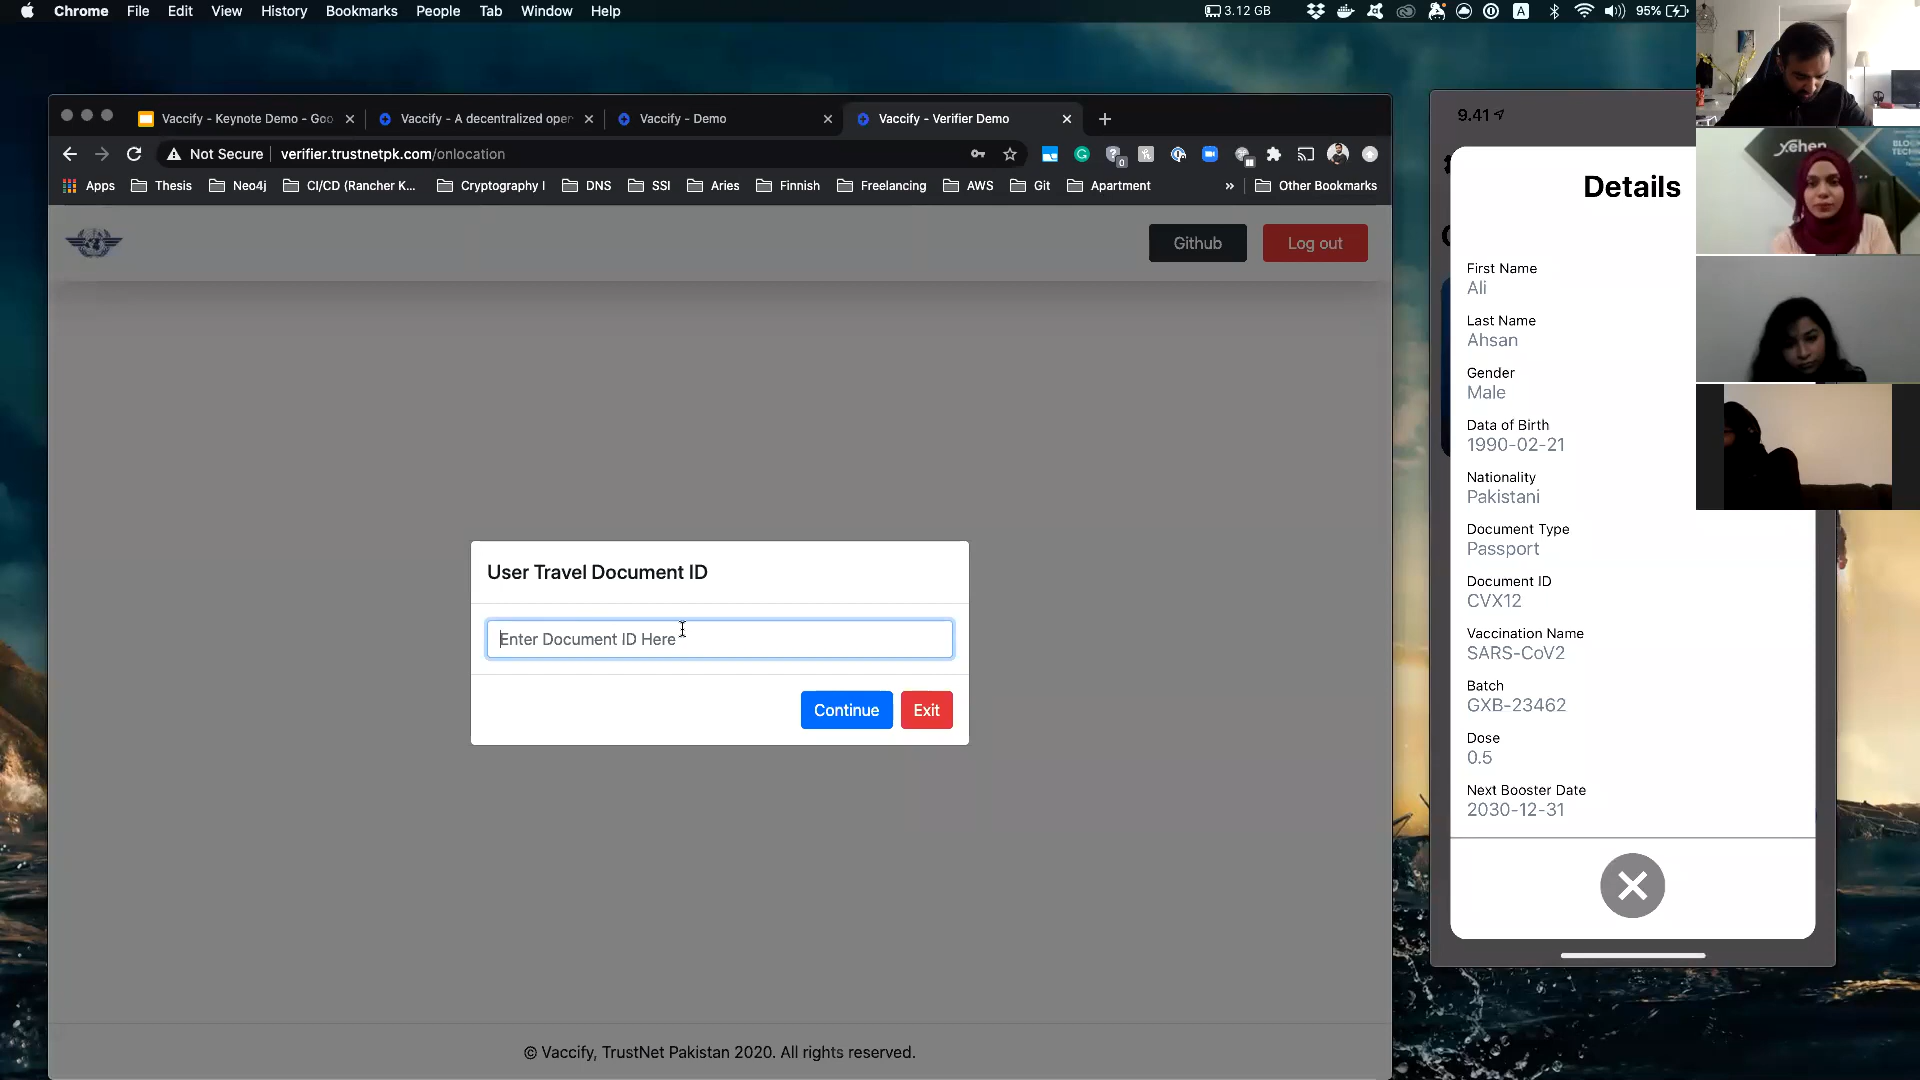 Chrome File Edit View History Bookmarks People Tab Window Help
3.12 GB
A
95%
Vaccify - Keynote Demo - Goo
Vaccify - A decentralized oper
Vaccify - Demo
Vaccify - Verifier Demo
Not Secure
verifier.trustnetpk.com/onlocation
Apps
Thesis
Neo4j
CI/CD (Rancher K...
Cryptography I
DNS
SSI
Aries
Finnish
Freelancing
AWS
Git
Apartment
»
Other Bookmarks
Github
Log out
User Travel Document ID
Enter Document ID Here
Continue
Exit
© Vaccify, TrustNet Pakistan 2020. All rights reserved.
9.41
Details
First Name
Ali
Last Name
Ahsan
Gender
Male
Data of Birth
1990-02-21
Nationality
Pakistani
Document Type
Passport
Document ID
CVX12
Vaccination Name
SARS-CoV2
Batch
GXB-23462
Dose
0.5
Next Booster Date
2030-12-31
xehen